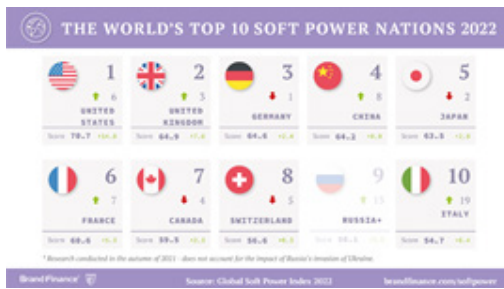 THE WORLD'S TOP 10 SOFT POWER NATIONS 2022
1
6
UNITED
STATES
Score 70.7
2
3
UNITED
KINGDOM
Score 64.9
3
1
GERMANY
Score 64.6
4
8
CHINA
Score 64.2
5
2
JAPAN
Score 63.5
6
7
FRANCE
Score 60.6
7
4
CANADA
Score 59.5
8
5
SWITZERLAND
Score 56.6
9
13
RUSSIA+
Score
10
19
ITALY
Score 54.7
* Research conducted in the autumn of 2021 - does not account for the impact of Russia's invasion of Ukraine.
Brand Finance®
Source: Global Soft Power Index 2022
brandfinance.com/softpower